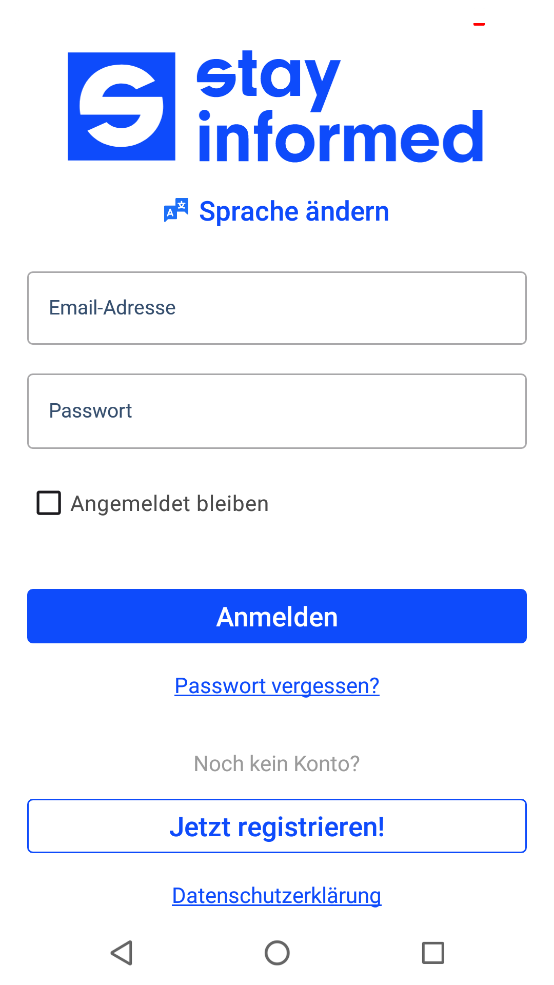 stay
informed
Sprache ändern
Email-Adresse
Passwort
Angemeldet bleiben
Anmelden
Passwort vergessen?
Noch kein Konto?
Jetzt registrieren!
Datenschutzerklärung